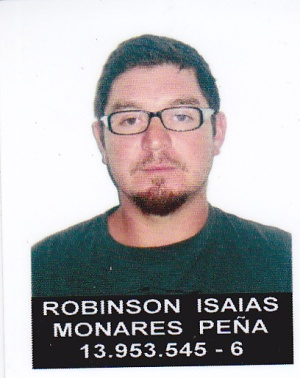 ROBINSON ISAIAS
MONARES PEÑA
13.953.545 - 6